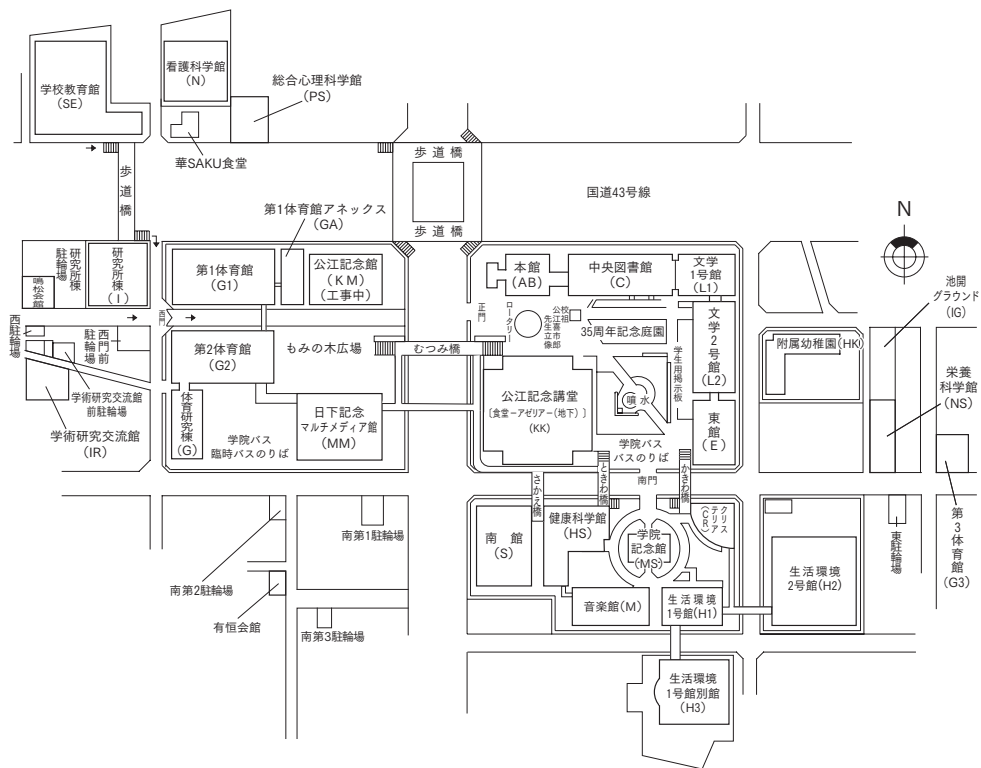 学校教育館
(SE)
看護科学館
(N)
総合心理科学館
(PS)
華SAKU食堂
歩道橋
歩道橋
歩道橋
国道43号線
N
第1体育館アネックス
(GA)
研究所棟
駐輪場
鳴松会館
研究所棟
(I)
第1体育館
(G1)
公江記念館
(KM)
(工事中)
本館
(AB)
中央図書館
(C)
文学
1号館
(L1)
池開
グラウンド
(IG)
西駐輪場
西門前
駐輪場
西門
正門
ロータリー
校祖
公江喜市郎
先生立像
35周年記念庭園
文学2号館
(L2)
附属幼稚園(HK)
栄養
科学館
(NS)
第2体育館
(G2)
もみの木広場
むつみ橋
学生用掲示板
噴水
学術研究交流館
前駐輪場
学術研究交流館
(IR)
体育研究棟
(G)
日下記念
マルチメディア館
(MM)
公江記念講堂
〔食堂-アゼリア-(地下)〕
(KK)
東館
(E)
学院バス
臨時バスのりば
学院バス
バスのりば
南門
さかえ橋
ときわ橋
かきわ橋
南第1駐輪場
南第2駐輪場
有恒会館
南第3駐輪場
南館
(S)
健康科学館
(HS)
学院
記念館
(MS)
クリス
テリア
(CR)
音楽館(M)
生活環境
1号館(H1)
生活環境
2号館(H2)
東駐輪場
第3体育館
(G3)
生活環境
1号館別館
(H3)